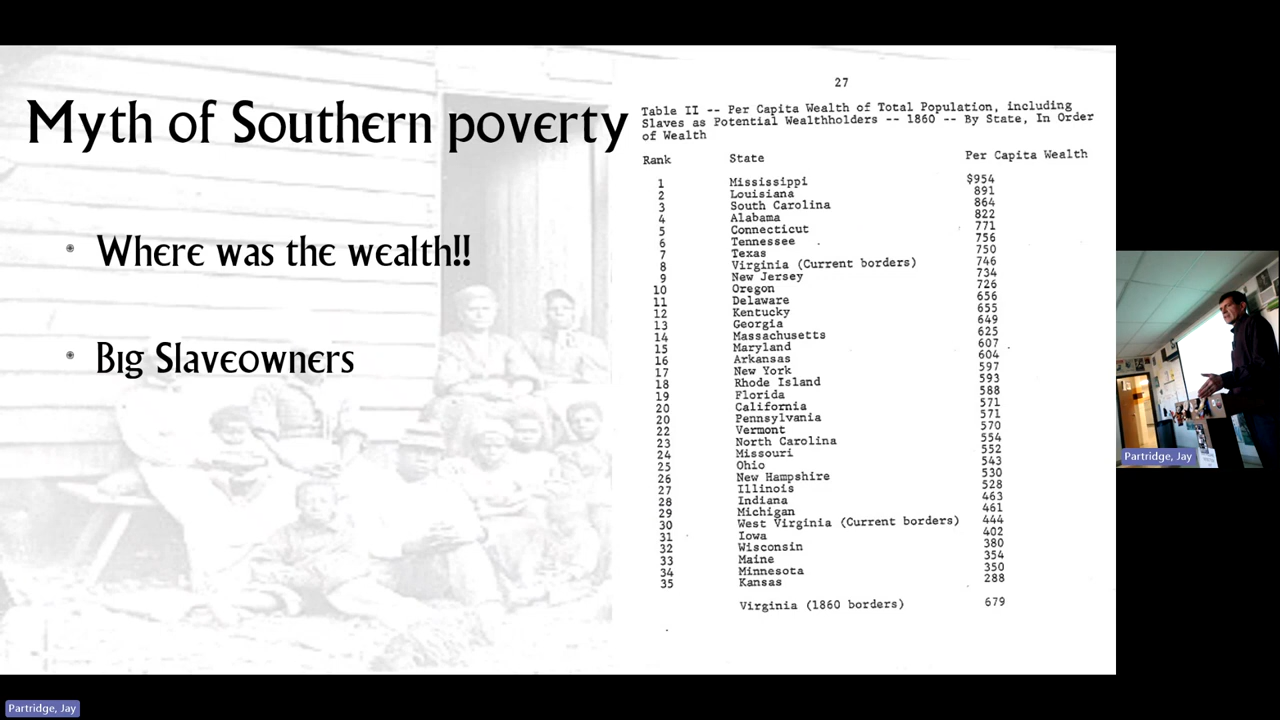 Myth of Southern poverty
Where was the wealth!!
Big Slaveowners
27
Table II -- Per Capita Wealth of Total Population, including
Slaves as Potential Wealthholders -- 1860 -- By State, In Order
of Wealth
Rank State Per Capita Wealth
1 Mississippi $954
2 Louisiana 891
3 South Carolina 864
4 Alabama 822
5 Connecticut 771
6 Tennessee 756
7 Texas 750
8 Virginia (Current borders) 746
9 New Jersey 734
10 Oregon 726
11 Delaware 656
12 Kentucky 655
13 Georgia 649
14 Massachusetts 625
15 Maryland 607
16 Arkansas 604
17 New York 597
18 Rhode Island 593
19 Florida 588
20 California 571
20 Pennsylvania 571
22 Vermont 570
23 North Carolina 554
24 Missouri 552
25 Ohio 543
26 New Hampshire 530
27 Illinois 528
28 Indiana 463
29 Michigan 461
30 West Virginia (Current borders) 444
31 Iowa 402
32 Wisconsin 380
33 Maine 354
34 Minnesota 350
35 Kansas 288
Virginia (1860 borders) 679
Partridge, Jay
Partridge, Jay